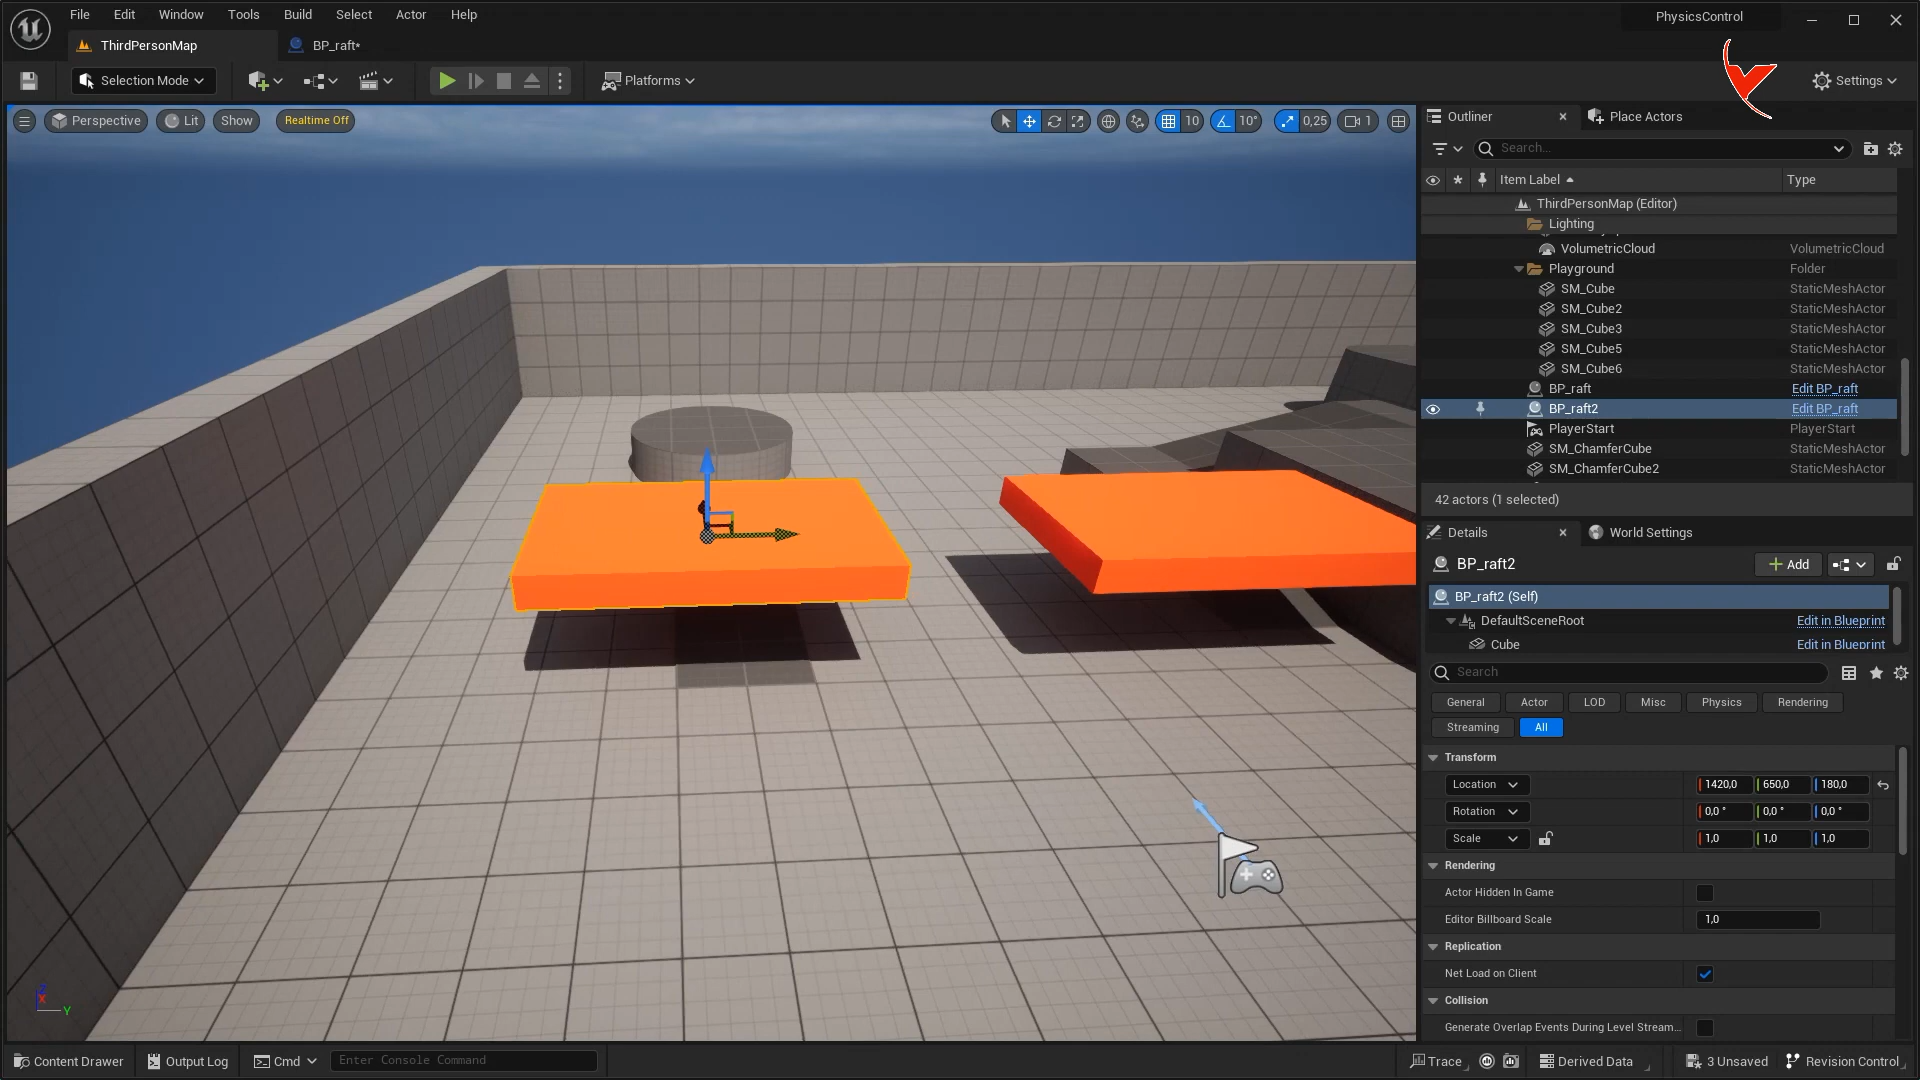 File Edit Window Tools Build Select Actor Help
PhysicsControl
ThirdPersonMap
BP_raft*
Selection Mode
Platforms
Settings
Perspective
Lit
Show
Realtime Off
10
10°
0,25
1
Outliner
Place Actors
Search...
Item Label
Type
ThirdPersonMap (Editor)
Lighting
VolumetricCloud VolumetricCloud
Playground Folder
SM_Cube StaticMeshActor
SM_Cube2 StaticMeshActor
SM_Cube3 StaticMeshActor
SM_Cube5 StaticMeshActor
SM_Cube6 StaticMeshActor
BP_raft Edit BP_raft
BP_raft2 Edit BP_raft
PlayerStart PlayerStart
SM_ChamferCube StaticMeshActor
SM_ChamferCube2 StaticMeshActor
42 actors (1 selected)
Details
World Settings
BP_raft2
Add
BP_raft2 (Self)
DefaultSceneRoot Edit in Blueprint
Cube Edit in Blueprint
Search
General Actor LOD Misc Physics Rendering
Streaming All
Transform
Location 1420,0 650,0 180,0
Rotation 0,0° 0,0° 0,0°
Scale 1,0 1,0 1,0
Rendering
Actor Hidden In Game
Editor Billboard Scale 1,0
Replication
Net Load on Client
Collision
Generate Overlap Events During Level Stream...
Z
X
Y
Content Drawer
Output Log
Cmd
Enter Console Command
Trace
Derived Data
3 Unsaved
Revision Control